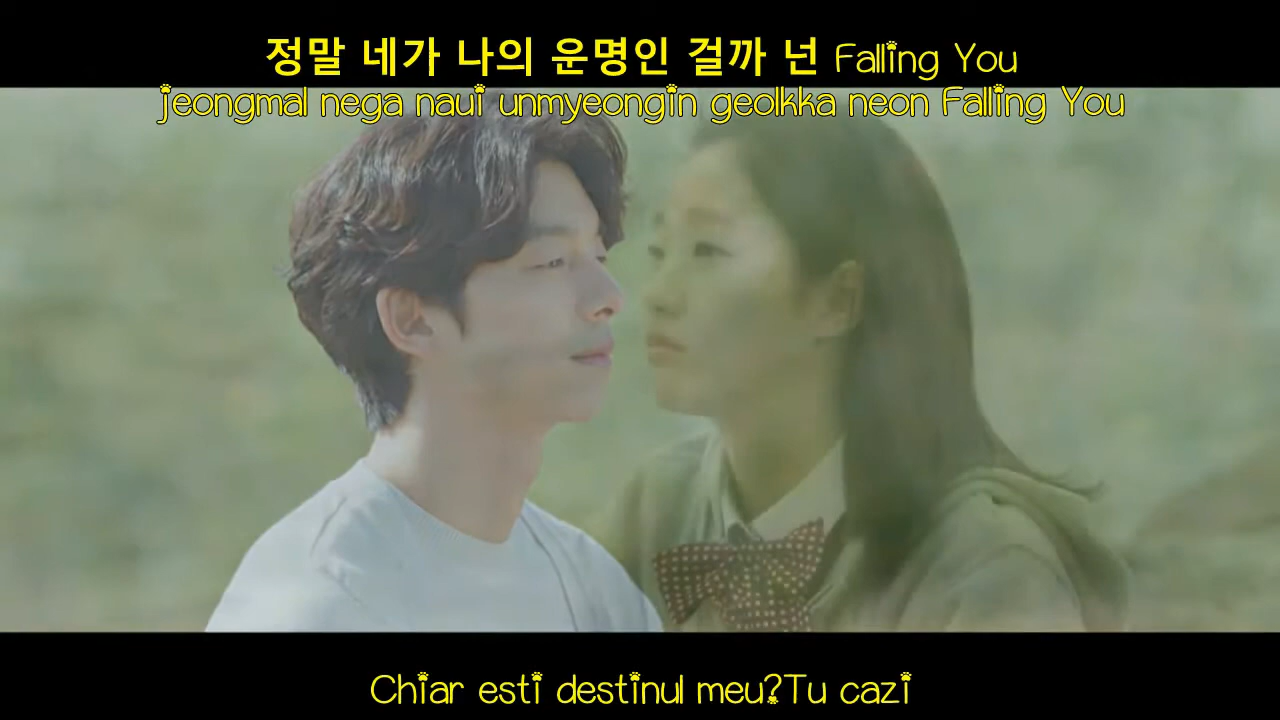 정말 네가 나의 운명인 걸까 넌 Falling You
jeongmal nega naui unmyeongin geolkka neon Falling You
Chiar esti destinul meu?Tu cazi